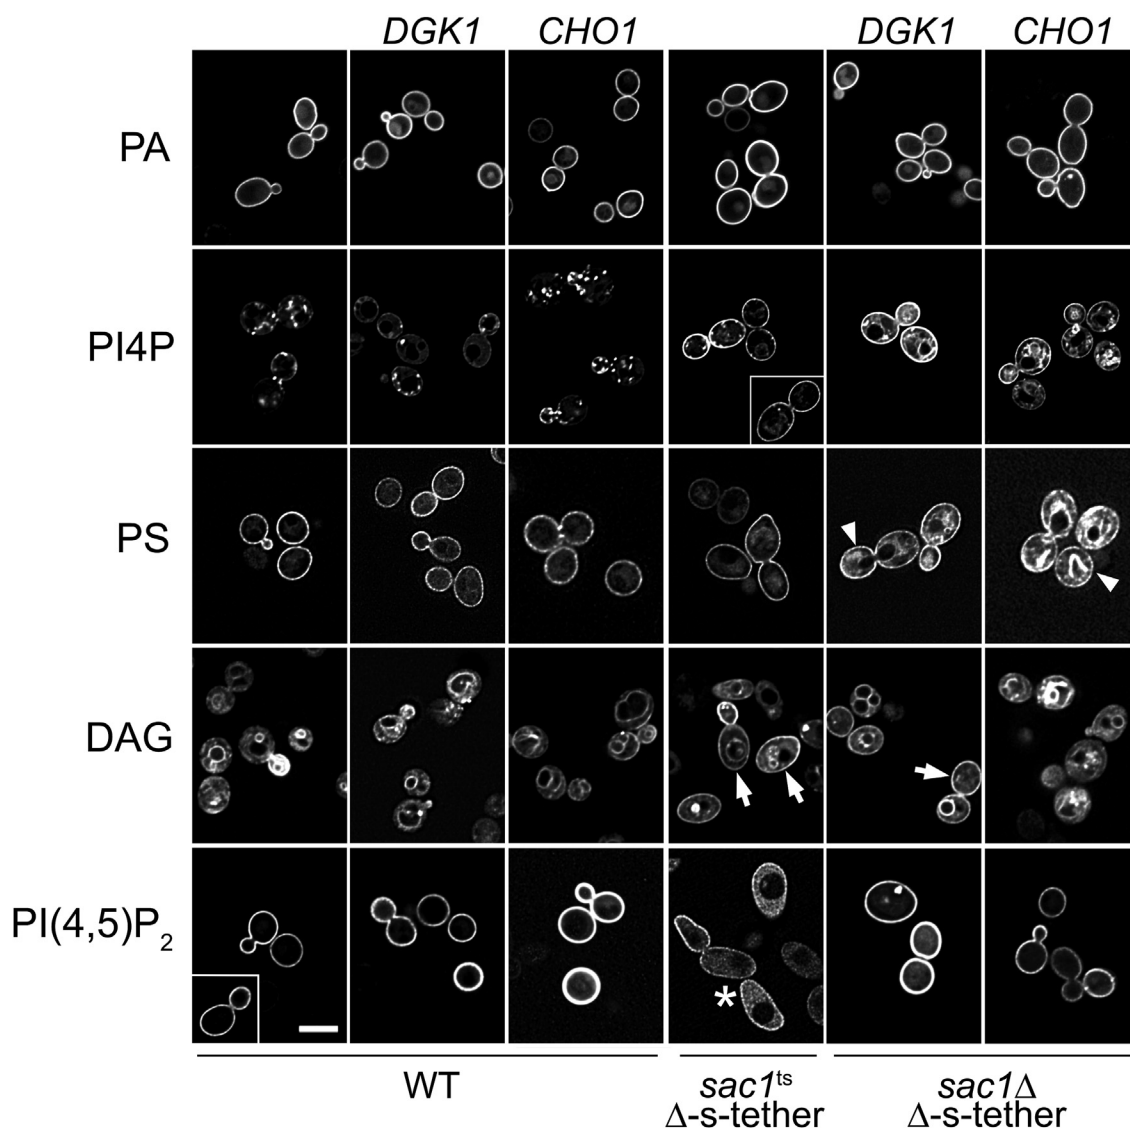 DGK1 CHO1 DGK1 CHO1
PA
PI4P
PS
DAG
PI(4,5)P2
*
WT sac1ts sac1Δ
Δ-s-tether Δ-s-tether